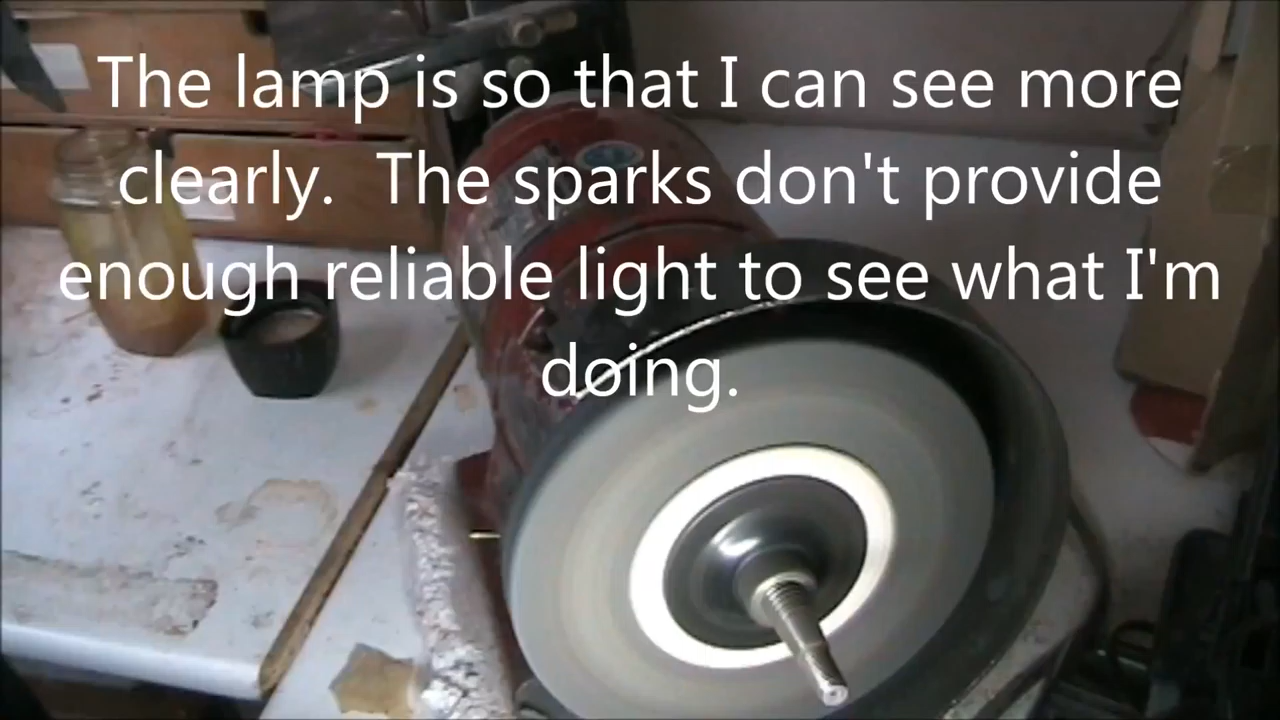 The lamp is so that I can see more
clearly.  The sparks don't provide
enough reliable light to see what I'm
doing.